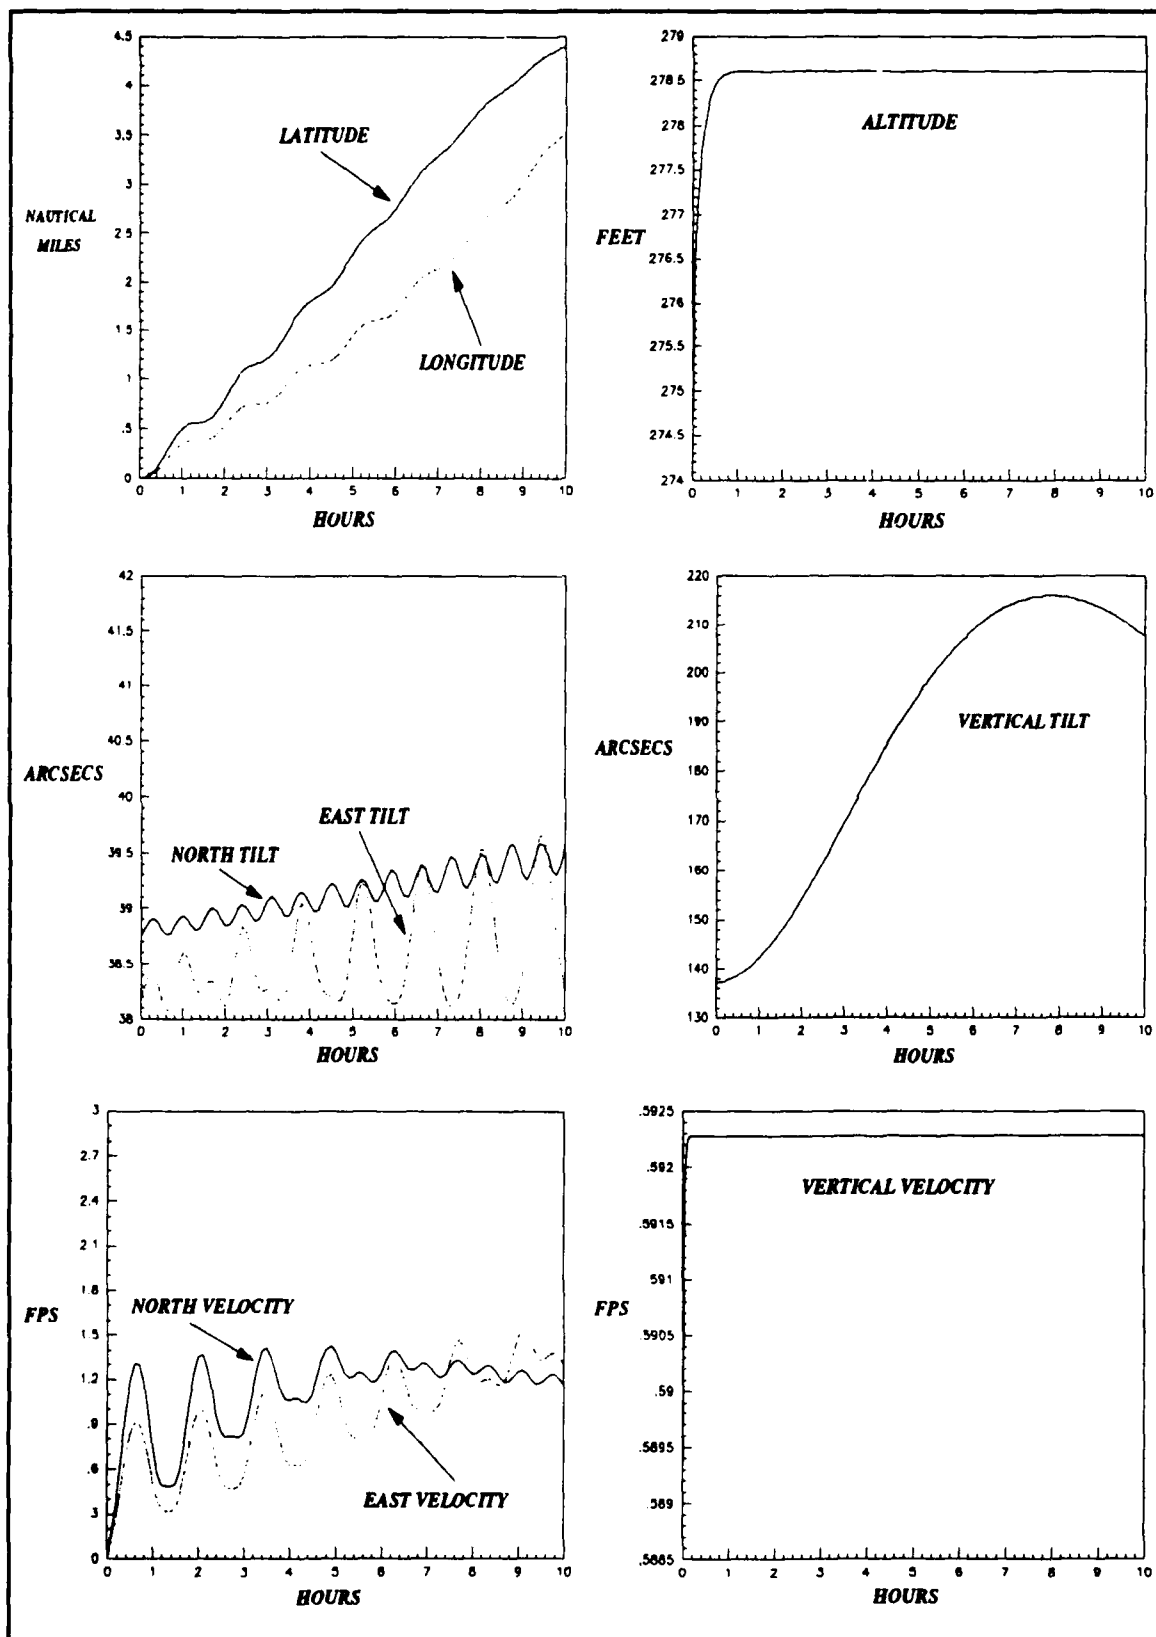 4.5
4
3.9
3
2.5
2
1 5
1
.5
0
NAUTICAL
MILES
LATITUDE
LONGITUDE
0 1 2 3 4 5 6 7 8 9 10
HOURS
279
278.5
278
277.5
277
276.5
276
275.5
275
274.5
274
FEET
ALTITUDE
0 1 2 3 4 5 6 7 8 9 10
HOURS
42
41.5
41
40.5
40
39.5
39
38.5
38
ARCSECS
EAST TILT
NORTH TILT
0 1 2 3 4 5 6 7 8 9 10
HOURS
220
210
200
190
180
170
160
150
140
130
ARCSECS
VERTICAL TILT
0 1 2 3 4 5 6 7 8 9 10
HOURS
3
2.7
2.4
2.1
1.8
1.5
1.2
.9
.6
.3
0
FPS
NORTH VELOCITY
EAST VELOCITY
0 1 2 3 4 5 6 7 8 9 10
HOURS
.5925
.592
.5915
.591
.5905
.59
.5895
.589
.5885
FPS
VERTICAL VELOCITY
0 1 2 3 4 5 6 7 8 9 10
HOURS